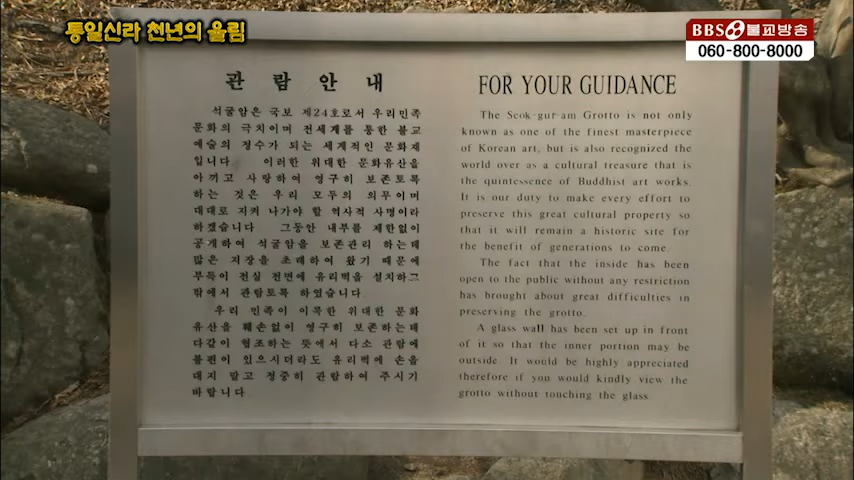 통일신라 천년의 울림
BBS 불교방송
060-800-8000
관 람 안 내
석굴암은 국보 제24호로서 우리민족
문화의 극치이며 전세계를 통한 불교
예술의 정수가 되는 세계적인 문화재
입니다. 이러한 위대한 문화유산을
아끼고 사랑하여 영구히 보존토록
하는 것은 우리 모두의 의무이며
대대로 지켜 나가야 할 역사적 사명이라
하겠습니다 그동안 내부를 제한없이
공개하여 석굴암을 보존관리 하는데
많은 지장을 초래하여 왔기 때문에
부득이 전실 전면에 유리벽을 설치하고
밖에서 관람토록 하였습니다.
우리 민족이 이룩한 위대한 문화
유산을 훼손없이 영구히 보존하는데
다같이 협조하는 뜻에서 다소 관람에
불편이 있으시더라도 유리벽에 손을
대지 말고 정중히 관람하여 주시기
바랍니다
FOR YOUR GUIDANCE
The Seok-gur-am Grotto is not only
known as one of the finest masterpiece
of Korean art, but is also recognized the
world over as a cultural treasure that is
the quintessence of Buddhist art works.
It is our duty to make every effort to
preserve this great cultural property so
that it will remain a historic site for
the benefit of generations to come.
The fact that the inside has been
open to the public without any restriction
has brought about great difficulties in
preserving the grotto.
A glass wall has been set up in front
of it so that the inner portion may be
outside. It would be highly appreciated
therefore if you would kindly view the
grotto without touching the glass.